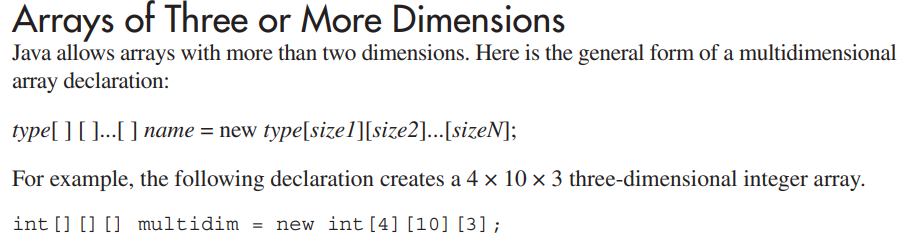 Arrays of Three or More Dimensions
Java allows arrays with more than two dimensions. Here is the general form of a multidimensional
array declaration:
type[ ] [ ]...[ ] name = new type[size1][size2]...[sizeN];
For example, the following declaration creates a 4 × 10 × 3 three-dimensional integer array.
int[][][] multidim = new int[4][10][3];